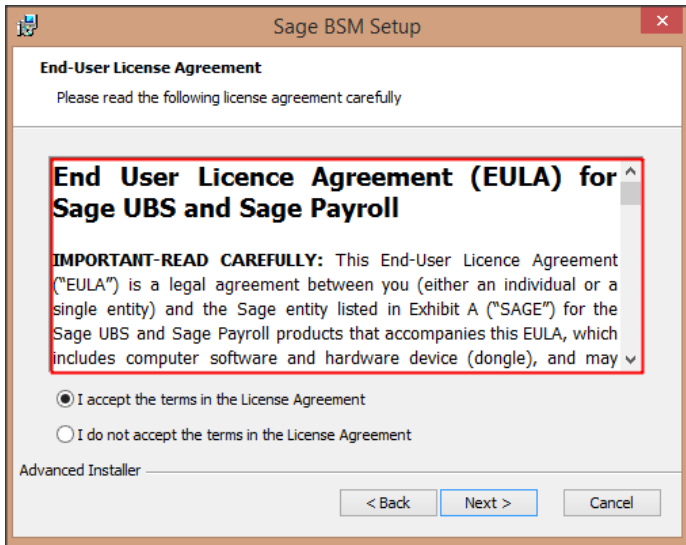 Sage BSM Setup
End-User License Agreement
Please read the following license agreement carefully
End User Licence Agreement (EULA) for
Sage UBS and Sage Payroll
IMPORTANT-READ CAREFULLY: This End-User Licence Agreement
(“EULA”) is a legal agreement between you (either an individual or a
single entity) and the Sage entity listed in Exhibit A (“SAGE”) for the
Sage UBS and Sage Payroll products that accompanies this EULA, which
includes computer software and hardware device (dongle), and may
I accept the terms in the License Agreement
I do not accept the terms in the License Agreement
Advanced Installer
< Back Next > Cancel